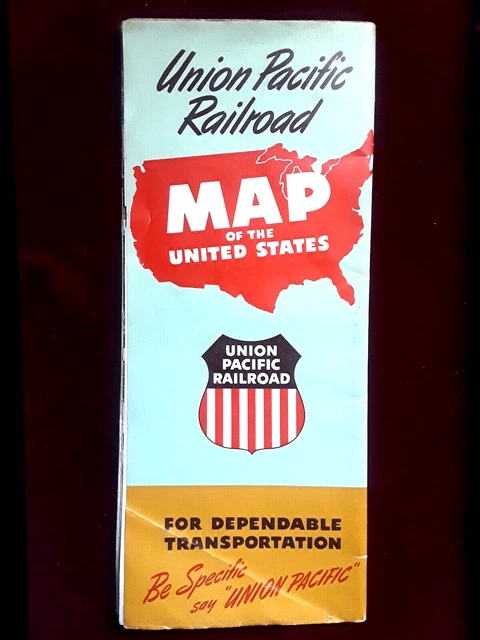 Union Pacific
Railroad
MAP
OF THE
UNITED STATES
UNION
PACIFIC
RAILROAD
FOR DEPENDABLE
TRANSPORTATION
Be Specific
say "UNION PACIFIC"